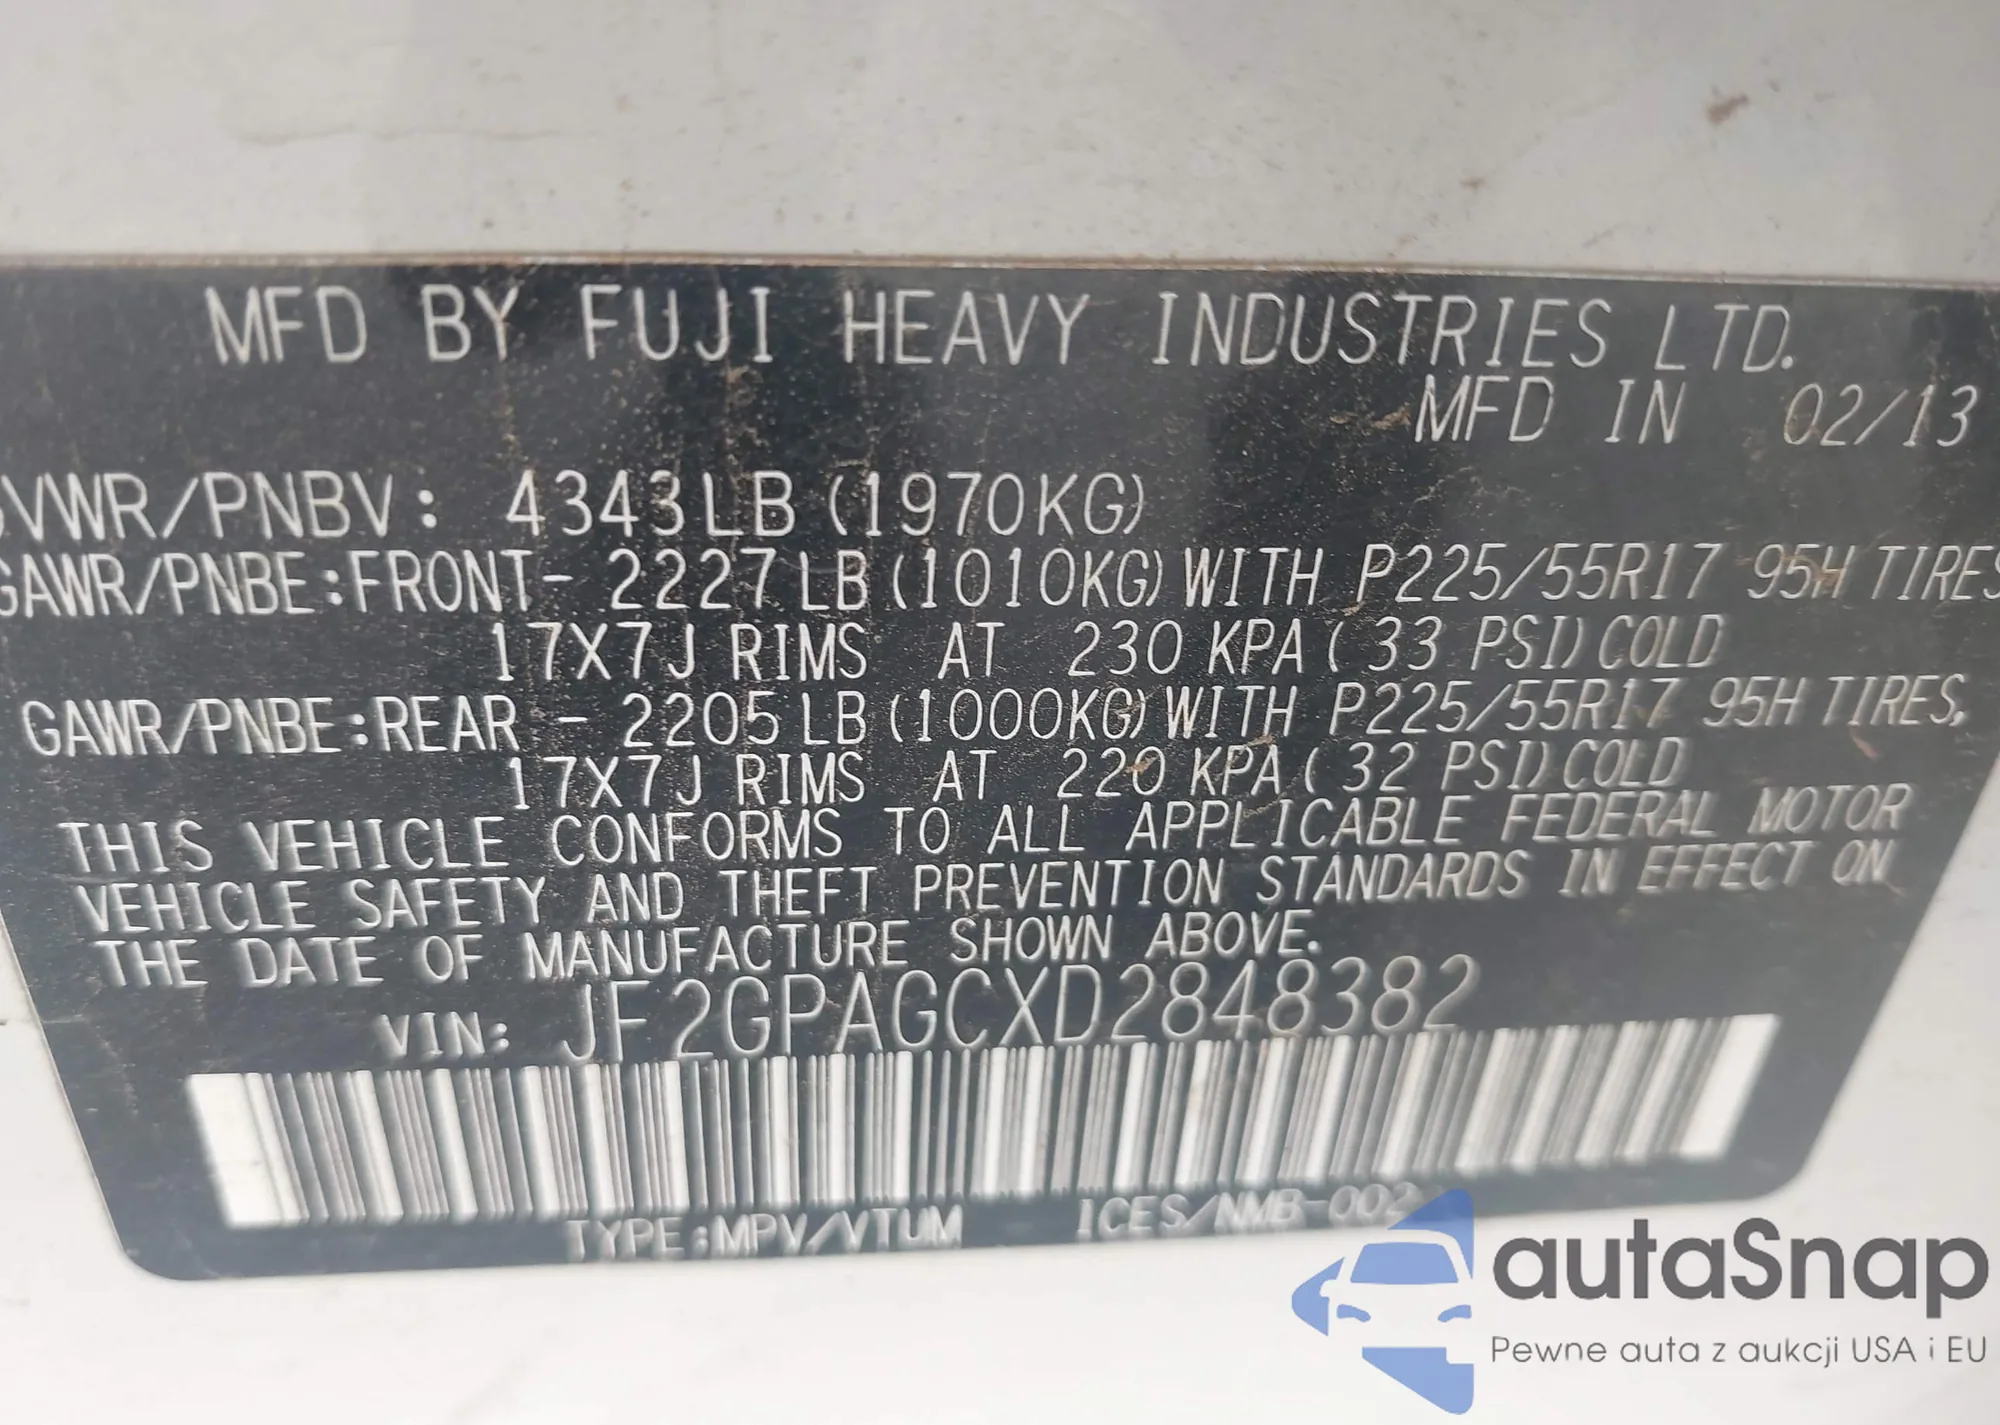 MFD BY FUJI HEAVY INDUSTRIES LTD.
MFD IN 02/13
GVWR/PNBV: 4343LB (1970KG)
GAWR/PNBE:FRONT- 2227LB (1010KG) WITH P225/55R17 95H TIRES
17X7J RIMS AT 230 KPA ( 33 PSI) COLD
GAWR/PNBE:REAR - 2205LB (1000KG) WITH P225/55R17 95H TIRES,
17X7J RIMS AT 220 KPA ( 32 PSI) COLD
THIS VEHICLE CONFORMS TO ALL APPLICABLE FEDERAL MOTOR
VEHICLE SAFETY AND THEFT PREVENTION STANDARDS IN EFFECT ON
THE DATE OF MANUFACTURE SHOWN ABOVE.
VIN: JF2GPAGCXD2848382
TYPE:MPV/VTUM ICES/NMB-002
autaSnap
Pewne auta z aukcji USA i EU